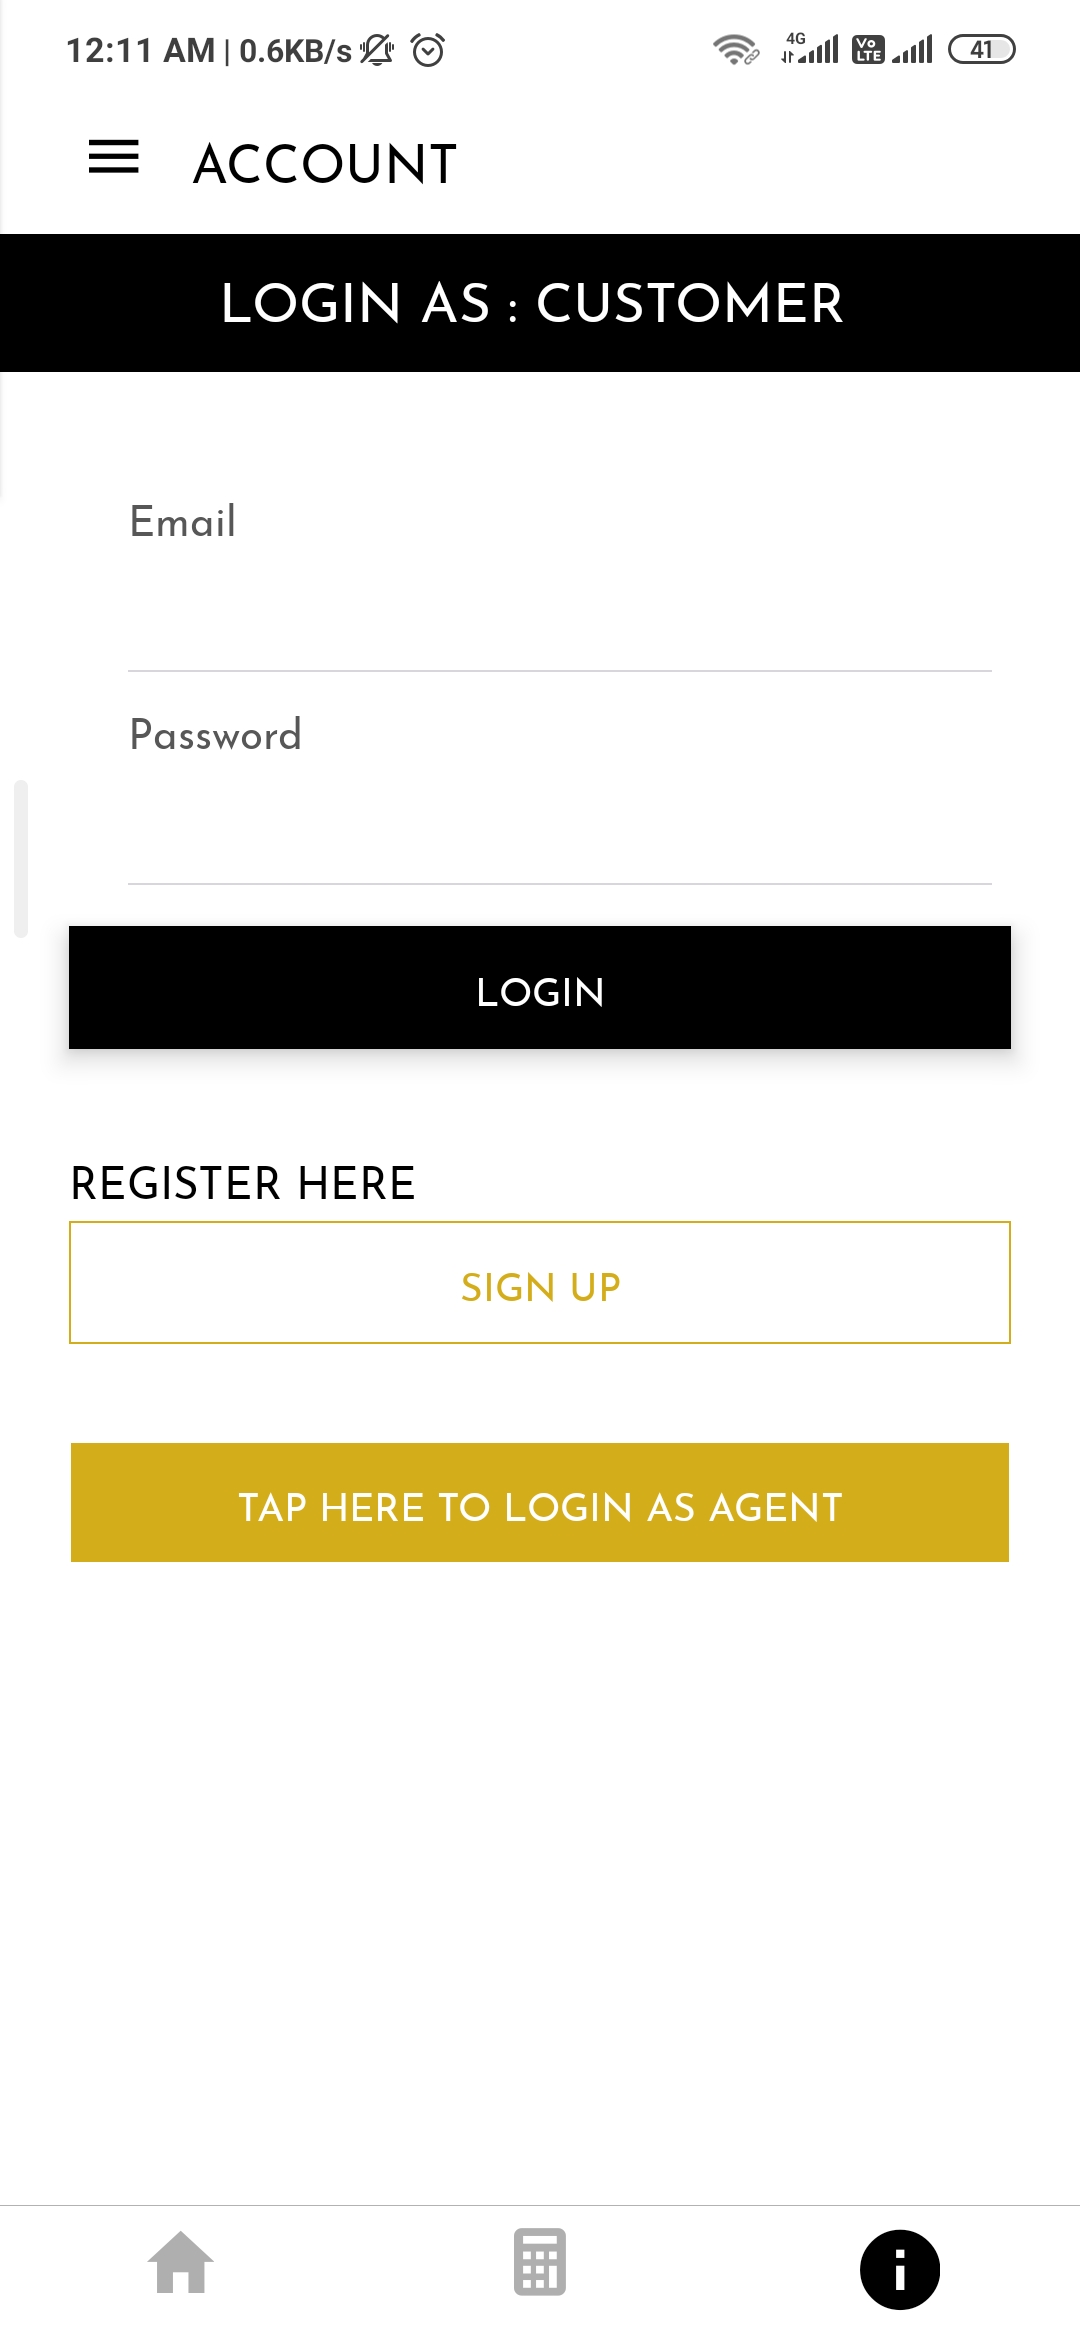 12:11 AM | 0.6KB/s 4G Vo LTE 41
ACCOUNT
LOGIN AS : CUSTOMER
Email
Password
LOGIN
REGISTER HERE
SIGN UP
TAP HERE TO LOGIN AS AGENT